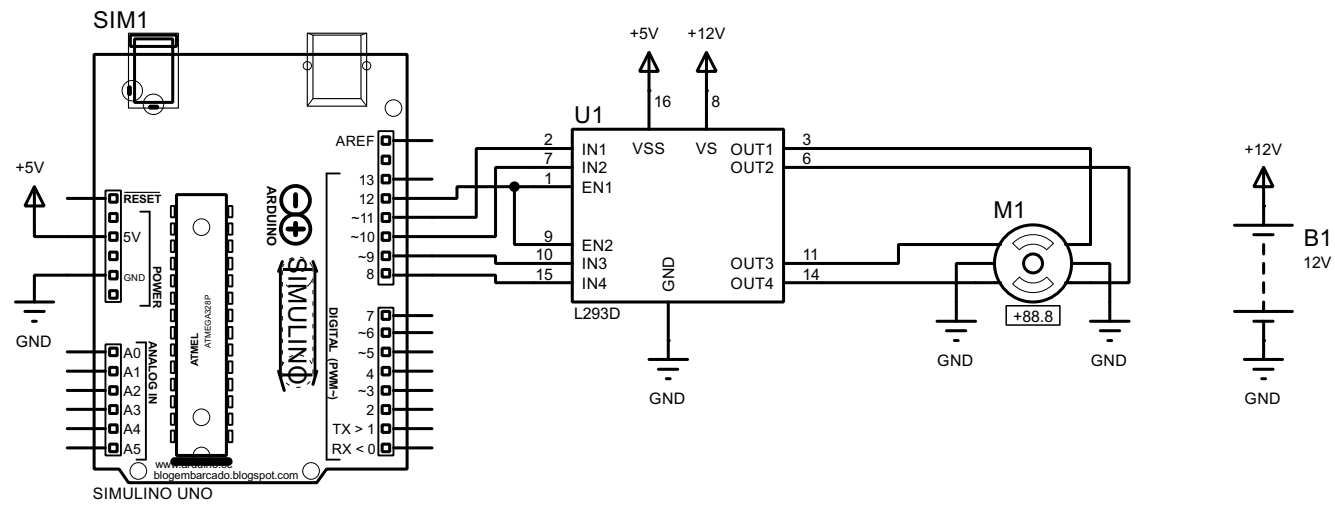 SIM1
+5V
+12V
16
8
U1
AREF
2
IN1
VSS
VS
OUT1
3
7
IN2
OUT2
6
+5V
13
1
EN1
+12V
RESET
12
ARDUINO
~11
M1
5V
~10
9
EN2
B1
POWER
~9
10
IN3
GND
OUT3
11
12V
GND
8
15
IN4
OUT4
14
SIMULINO
L293D
ATMEL
ATMEGA328P
DIGITAL (PWM~)
7
+88.8
GND
~6
ANALOG IN
A0
~5
GND
GND
A1
4
A2
~3
GND
GND
A3
2
A4
TX > 1
A5
RX < 0
www.arduino.cc
blogembarcado.blogspot.com
SIMULINO UNO